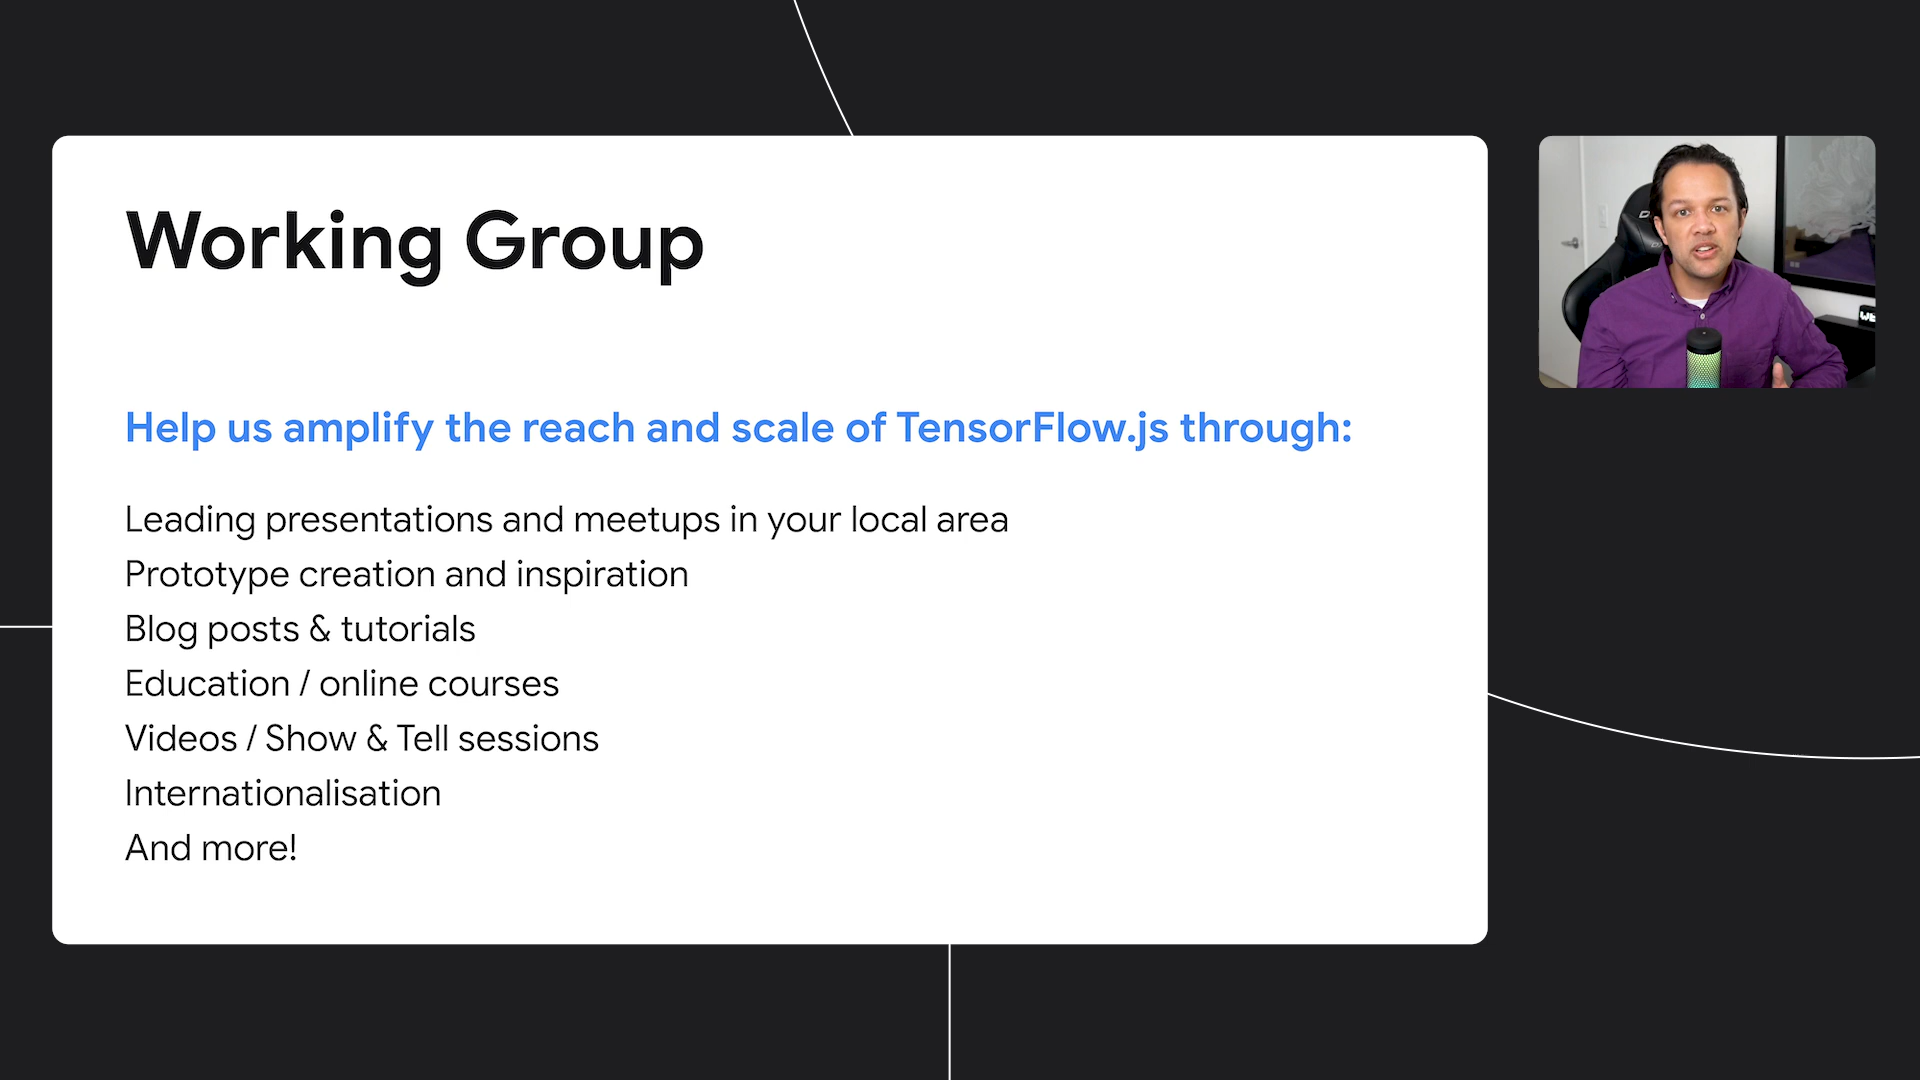 Working Group
Help us amplify the reach and scale of TensorFlow.js through:
Leading presentations and meetups in your local area
Prototype creation and inspiration
Blog posts & tutorials
Education / online courses
Videos / Show & Tell sessions
Internationalisation
And more!